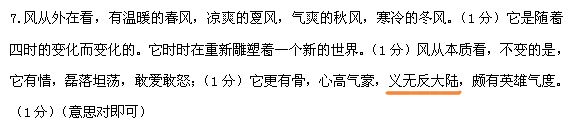 7.风从外在看，有温暖的春风，凉爽的夏风，气爽的秋风，寒冷的冬风。（1分）它是随着
四时的变化而变化的。它时时在重新雕塑着一个新的世界。（1分）风从本质看，不变的是，
它有情，磊落坦荡，敢爱敢怒；（1分）它更有骨，心高气豪，义无反大陆，颇有英雄气度。
（1分）（意思对即可）